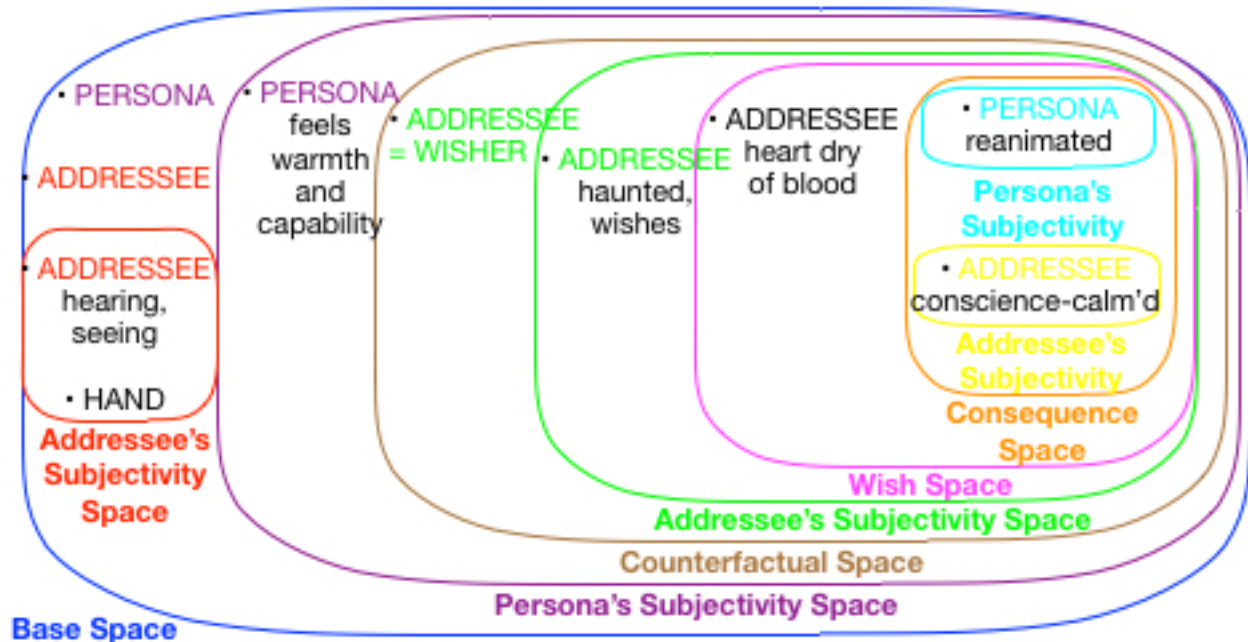 · PERSONA
· ADDRESSEE
· ADDRESSEE
hearing,
seeing
· HAND
Addressee's
Subjectivity
Space
· PERSONA
feels
warmth
and
capability
· ADDRESSEE
= WISHER
· ADDRESSEE
haunted,
wishes
· ADDRESSEE
heart dry
of blood
· PERSONA
reanimated
Persona's
Subjectivity
· ADDRESSEE
conscience-calm'd
Addressee's
Subjectivity
Consequence
Space
Wish Space
Addressee's Subjectivity Space
Counterfactual Space
Persona's Subjectivity Space
Base Space